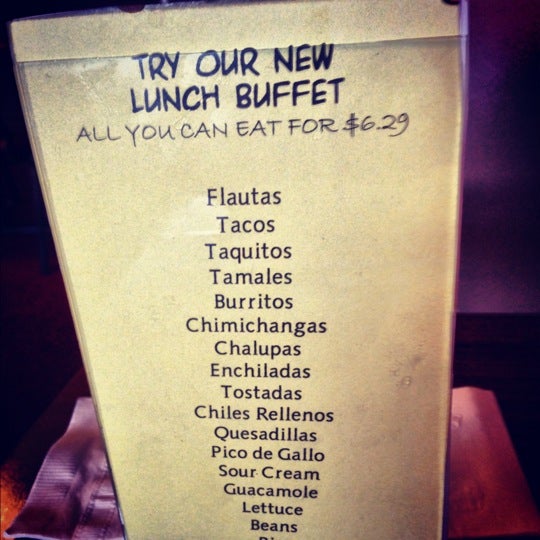 TRY OUR NEW
LUNCH BUFFET
ALL YOU CAN EAT FOR $6.29
Flautas
Tacos
Taquitos
Tamales
Burritos
Chimichangas
Chalupas
Enchiladas
Tostadas
Chiles Rellenos
Quesadillas
Pico de Gallo
Sour Cream
Guacamole
Lettuce
Beans